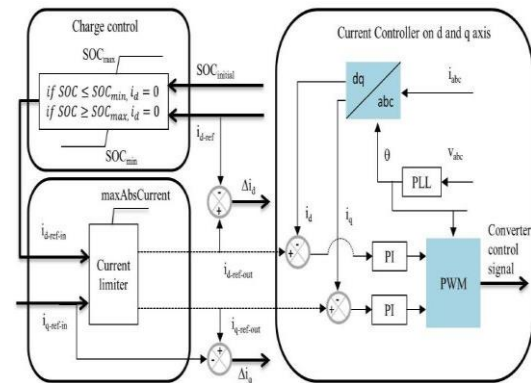 Charge control
SOCmax
if SOC ≤ SOCmin, id = 0
if SOC ≥ SOCmax, id = 0
SOCmin
SOCinitial
id-ref
Δid
maxAbsCurrent
id-ref-in
Current
limiter
iq-ref-in
id-ref-out
iq-ref-out
Δiq
Current Controller on d and q axis
dq
abc
iabc
θ
PLL
vabc
id
iq
PI
PI
PWM
Converter
control
signal
+
-
+
-
+
-
+
-